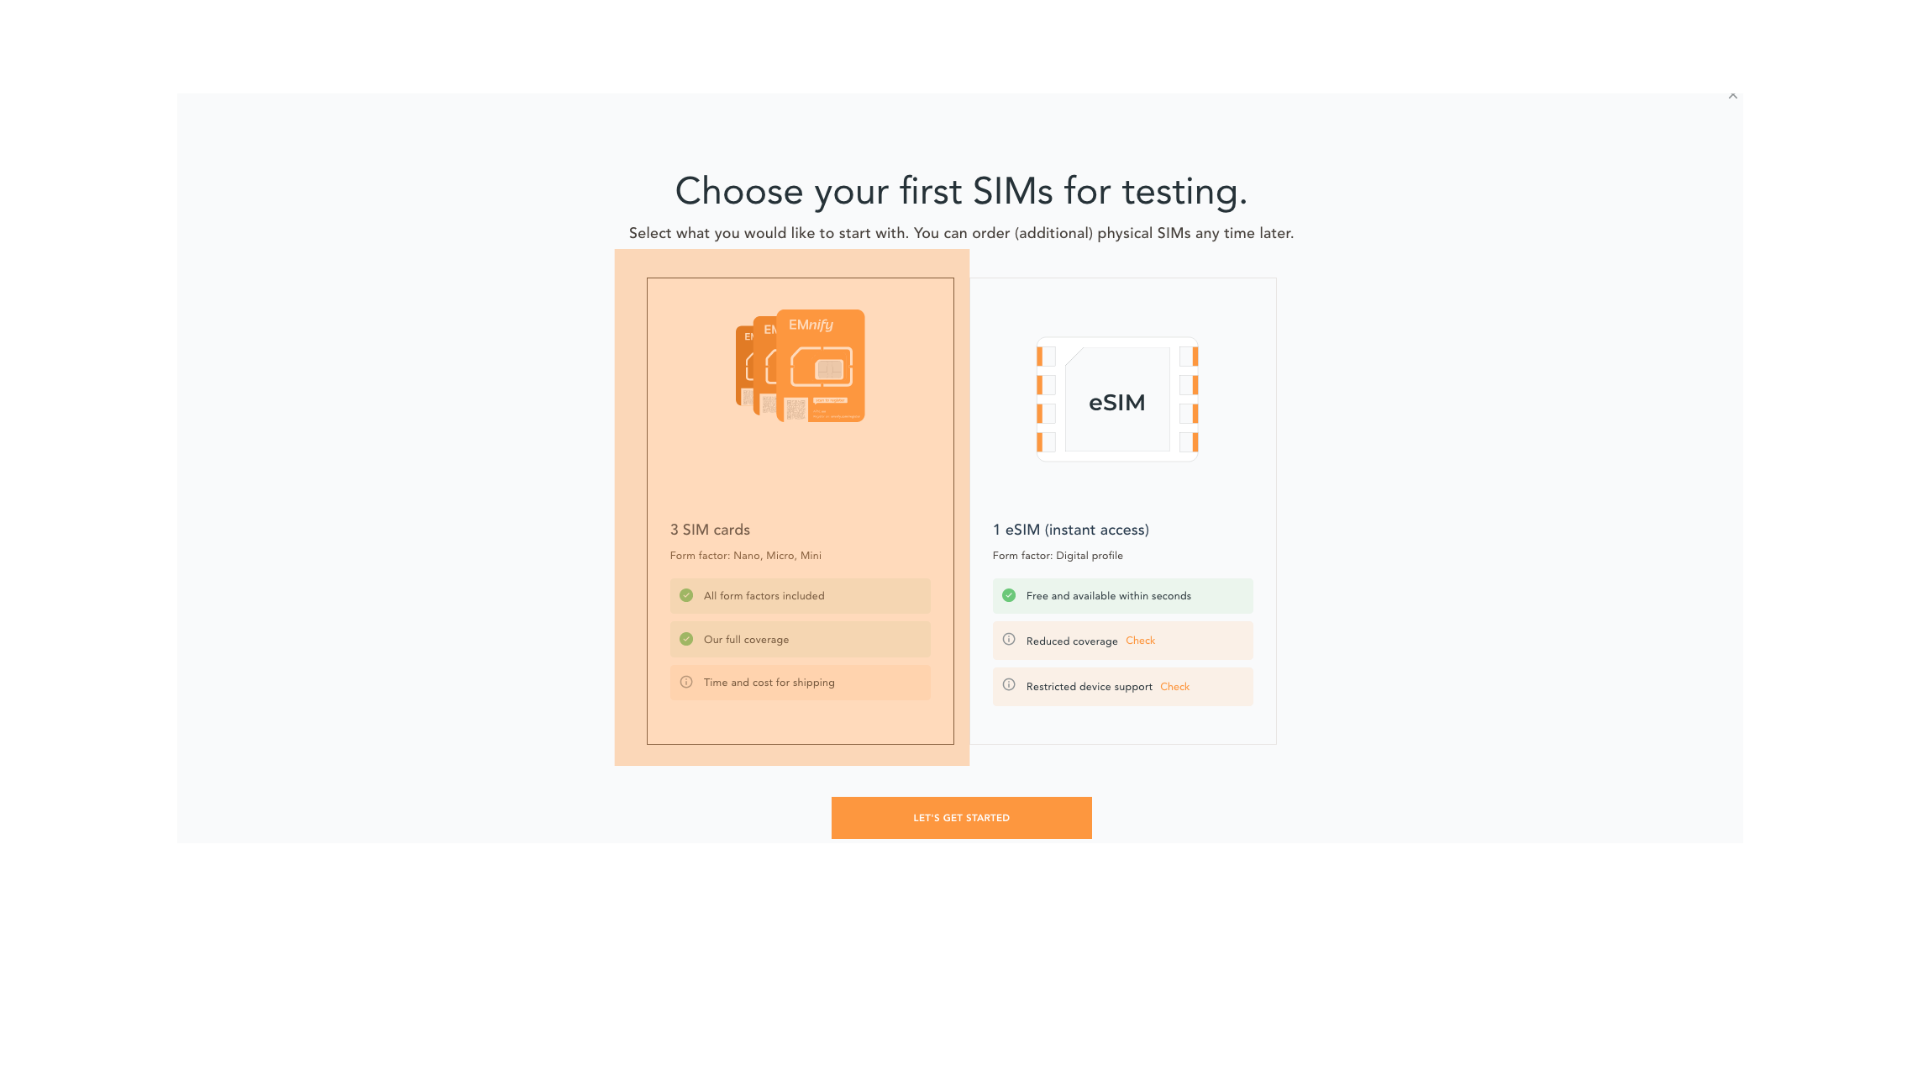 Choose your first SIMs for testing.
Select what you would like to start with. You can order (additional) physical SIMs any time later.
EMnify
3 SIM cards
Form factor: Nano, Micro, Mini
All form factors included
Our full coverage
Time and cost for shipping
eSIM
1 eSIM (instant access)
Form factor: Digital profile
Free and available within seconds
Reduced coverage Check
Restricted device support Check
LET'S GET STARTED